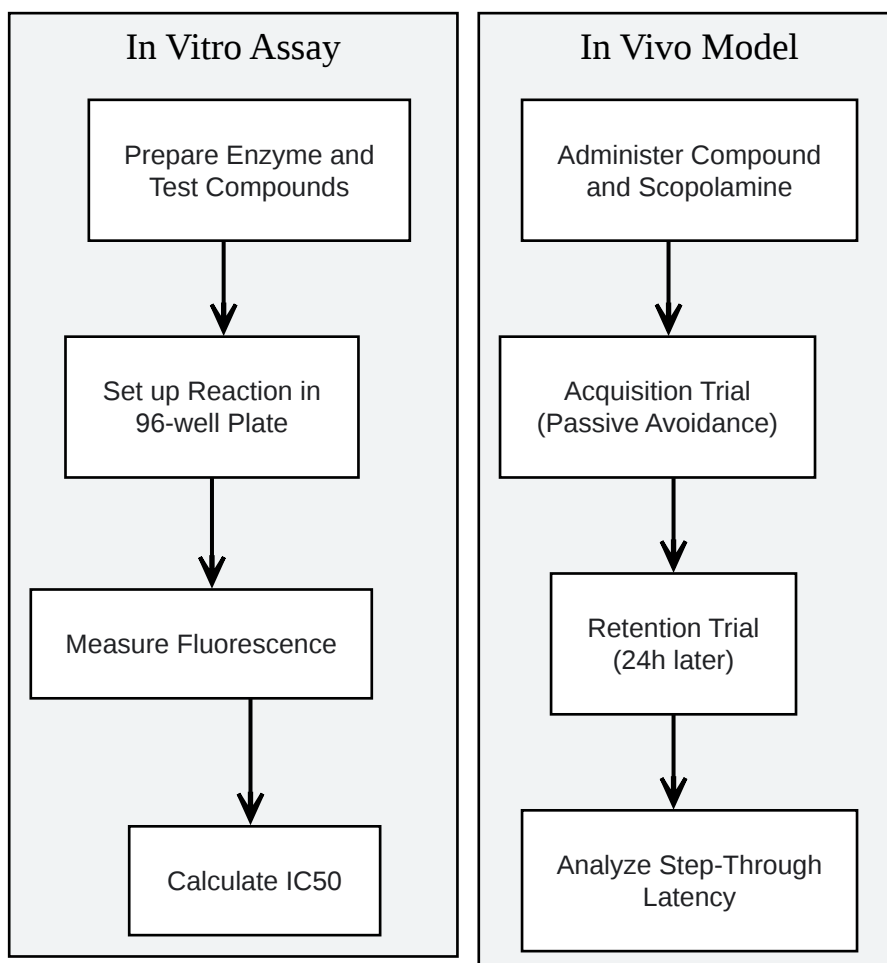 In Vitro Assay
Prepare Enzyme and
Test Compounds
Set up Reaction in
96-well Plate
Measure Fluorescence
Calculate IC50
In Vivo Model
Administer Compound
and Scopolamine
Acquisition Trial
(Passive Avoidance)
Retention Trial
(24h later)
Analyze Step-Through
Latency